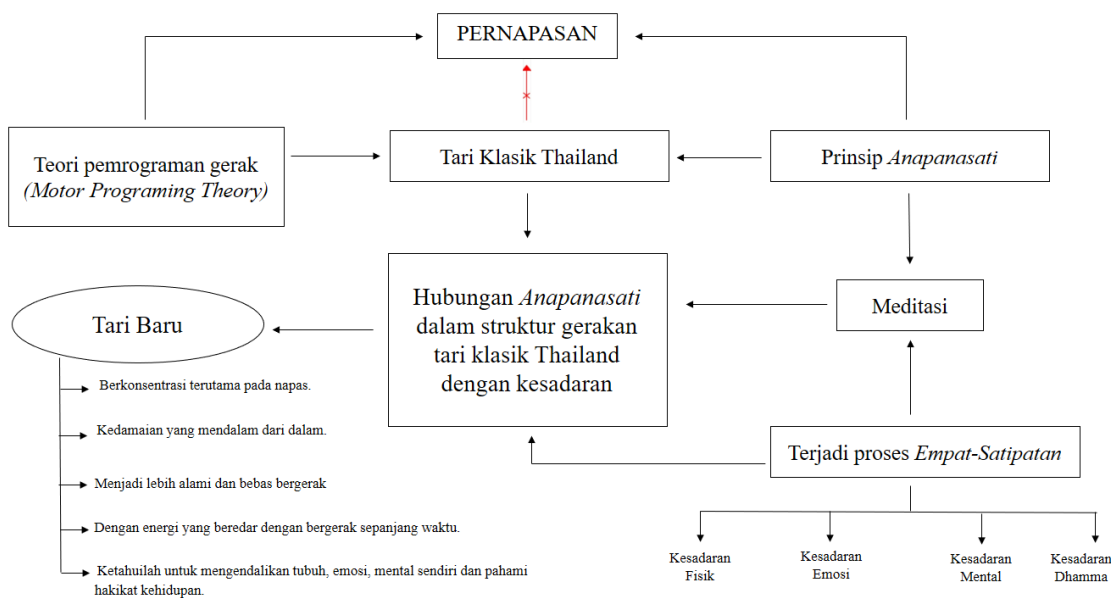 PERNAPASAN
Teori pemrograman gerak
(Motor Programing Theory)
Tari Klasik Thailand
Prinsip Anapanasati
Hubungan Anapanasati
dalam struktur gerakan
tari klasik Thailand
dengan kesadaran
Meditasi
Tari Baru
Berkonsentrasi terutama pada napas.
Kedamaian yang mendalam dari dalam.
Menjadi lebih alami dan bebas bergerak
Dengan energi yang beredar dengan bergerak sepanjang waktu.
Ketahuilah untuk mengendalikan tubuh, emosi, mental sendiri dan pahami
hakikat kehidupan.
Terjadi proses Empat-Satipatan
Kesadaran
Fisik
Kesadaran
Emosi
Kesadaran
Mental
Kesadaran
Dhamma